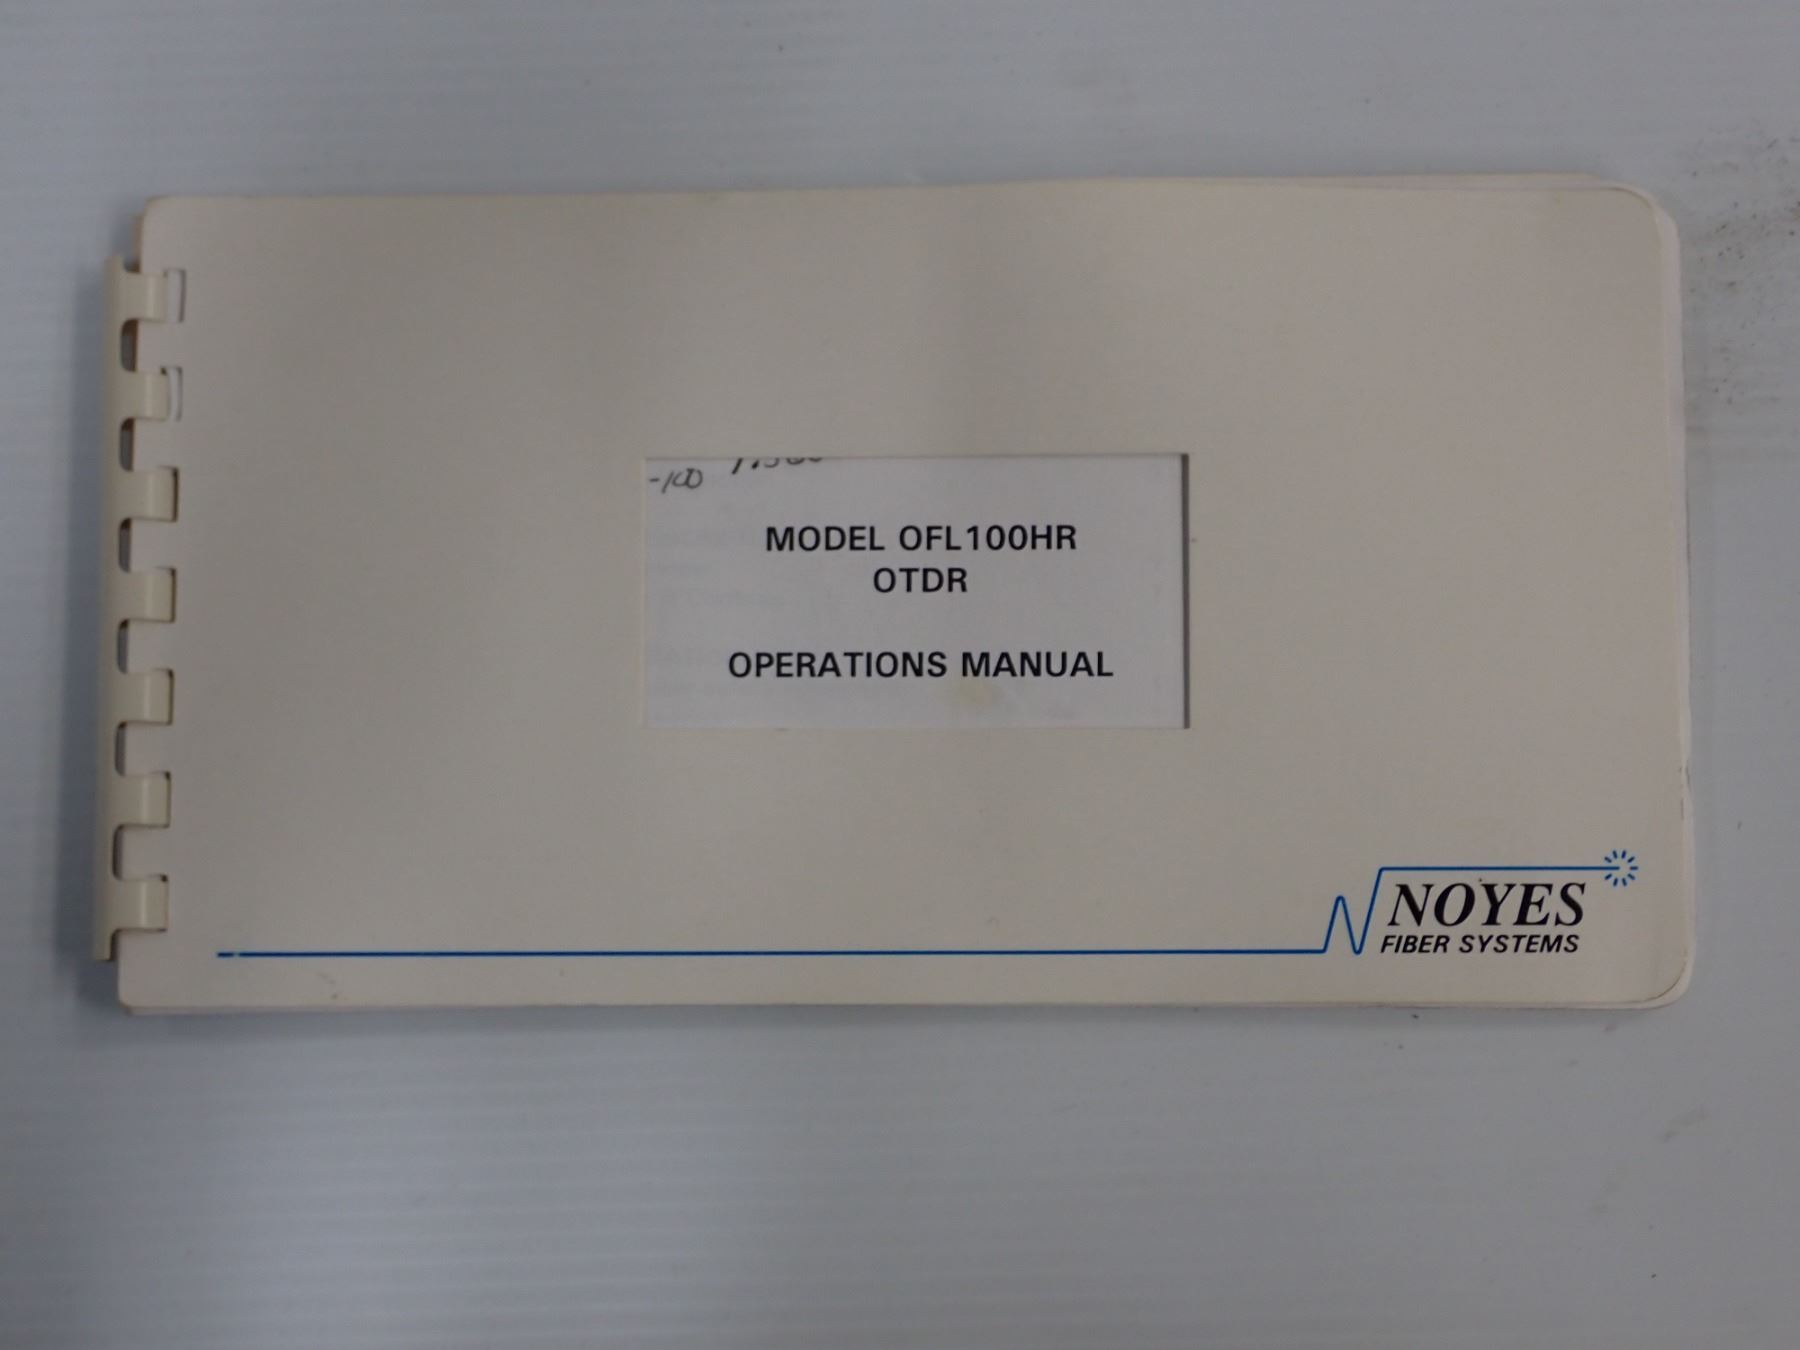 -100
MODEL OFL100HR
OTDR
OPERATIONS MANUAL
NOYES
FIBER SYSTEMS